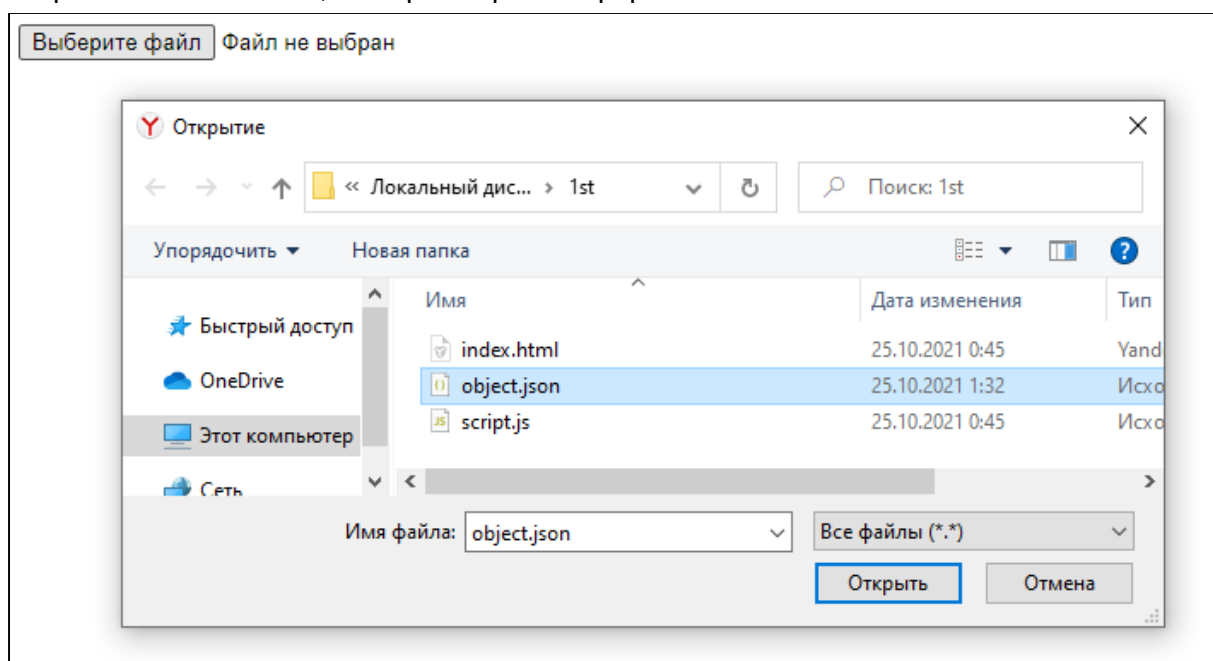 Выберите файл Файл не выбран
Открытие
« Локальный дис... › 1st Поиск: 1st
Упорядочить Новая папка
Имя Дата изменения Тип
Быстрый доступ
index.html 25.10.2021 0:45 Yand
OneDrive object.json 25.10.2021 1:32 Исхо
script.js 25.10.2021 0:45 Исхо
Этот компьютер
Сеть
Имя файла: object.json Все файлы (*.*)
Открыть Отмена